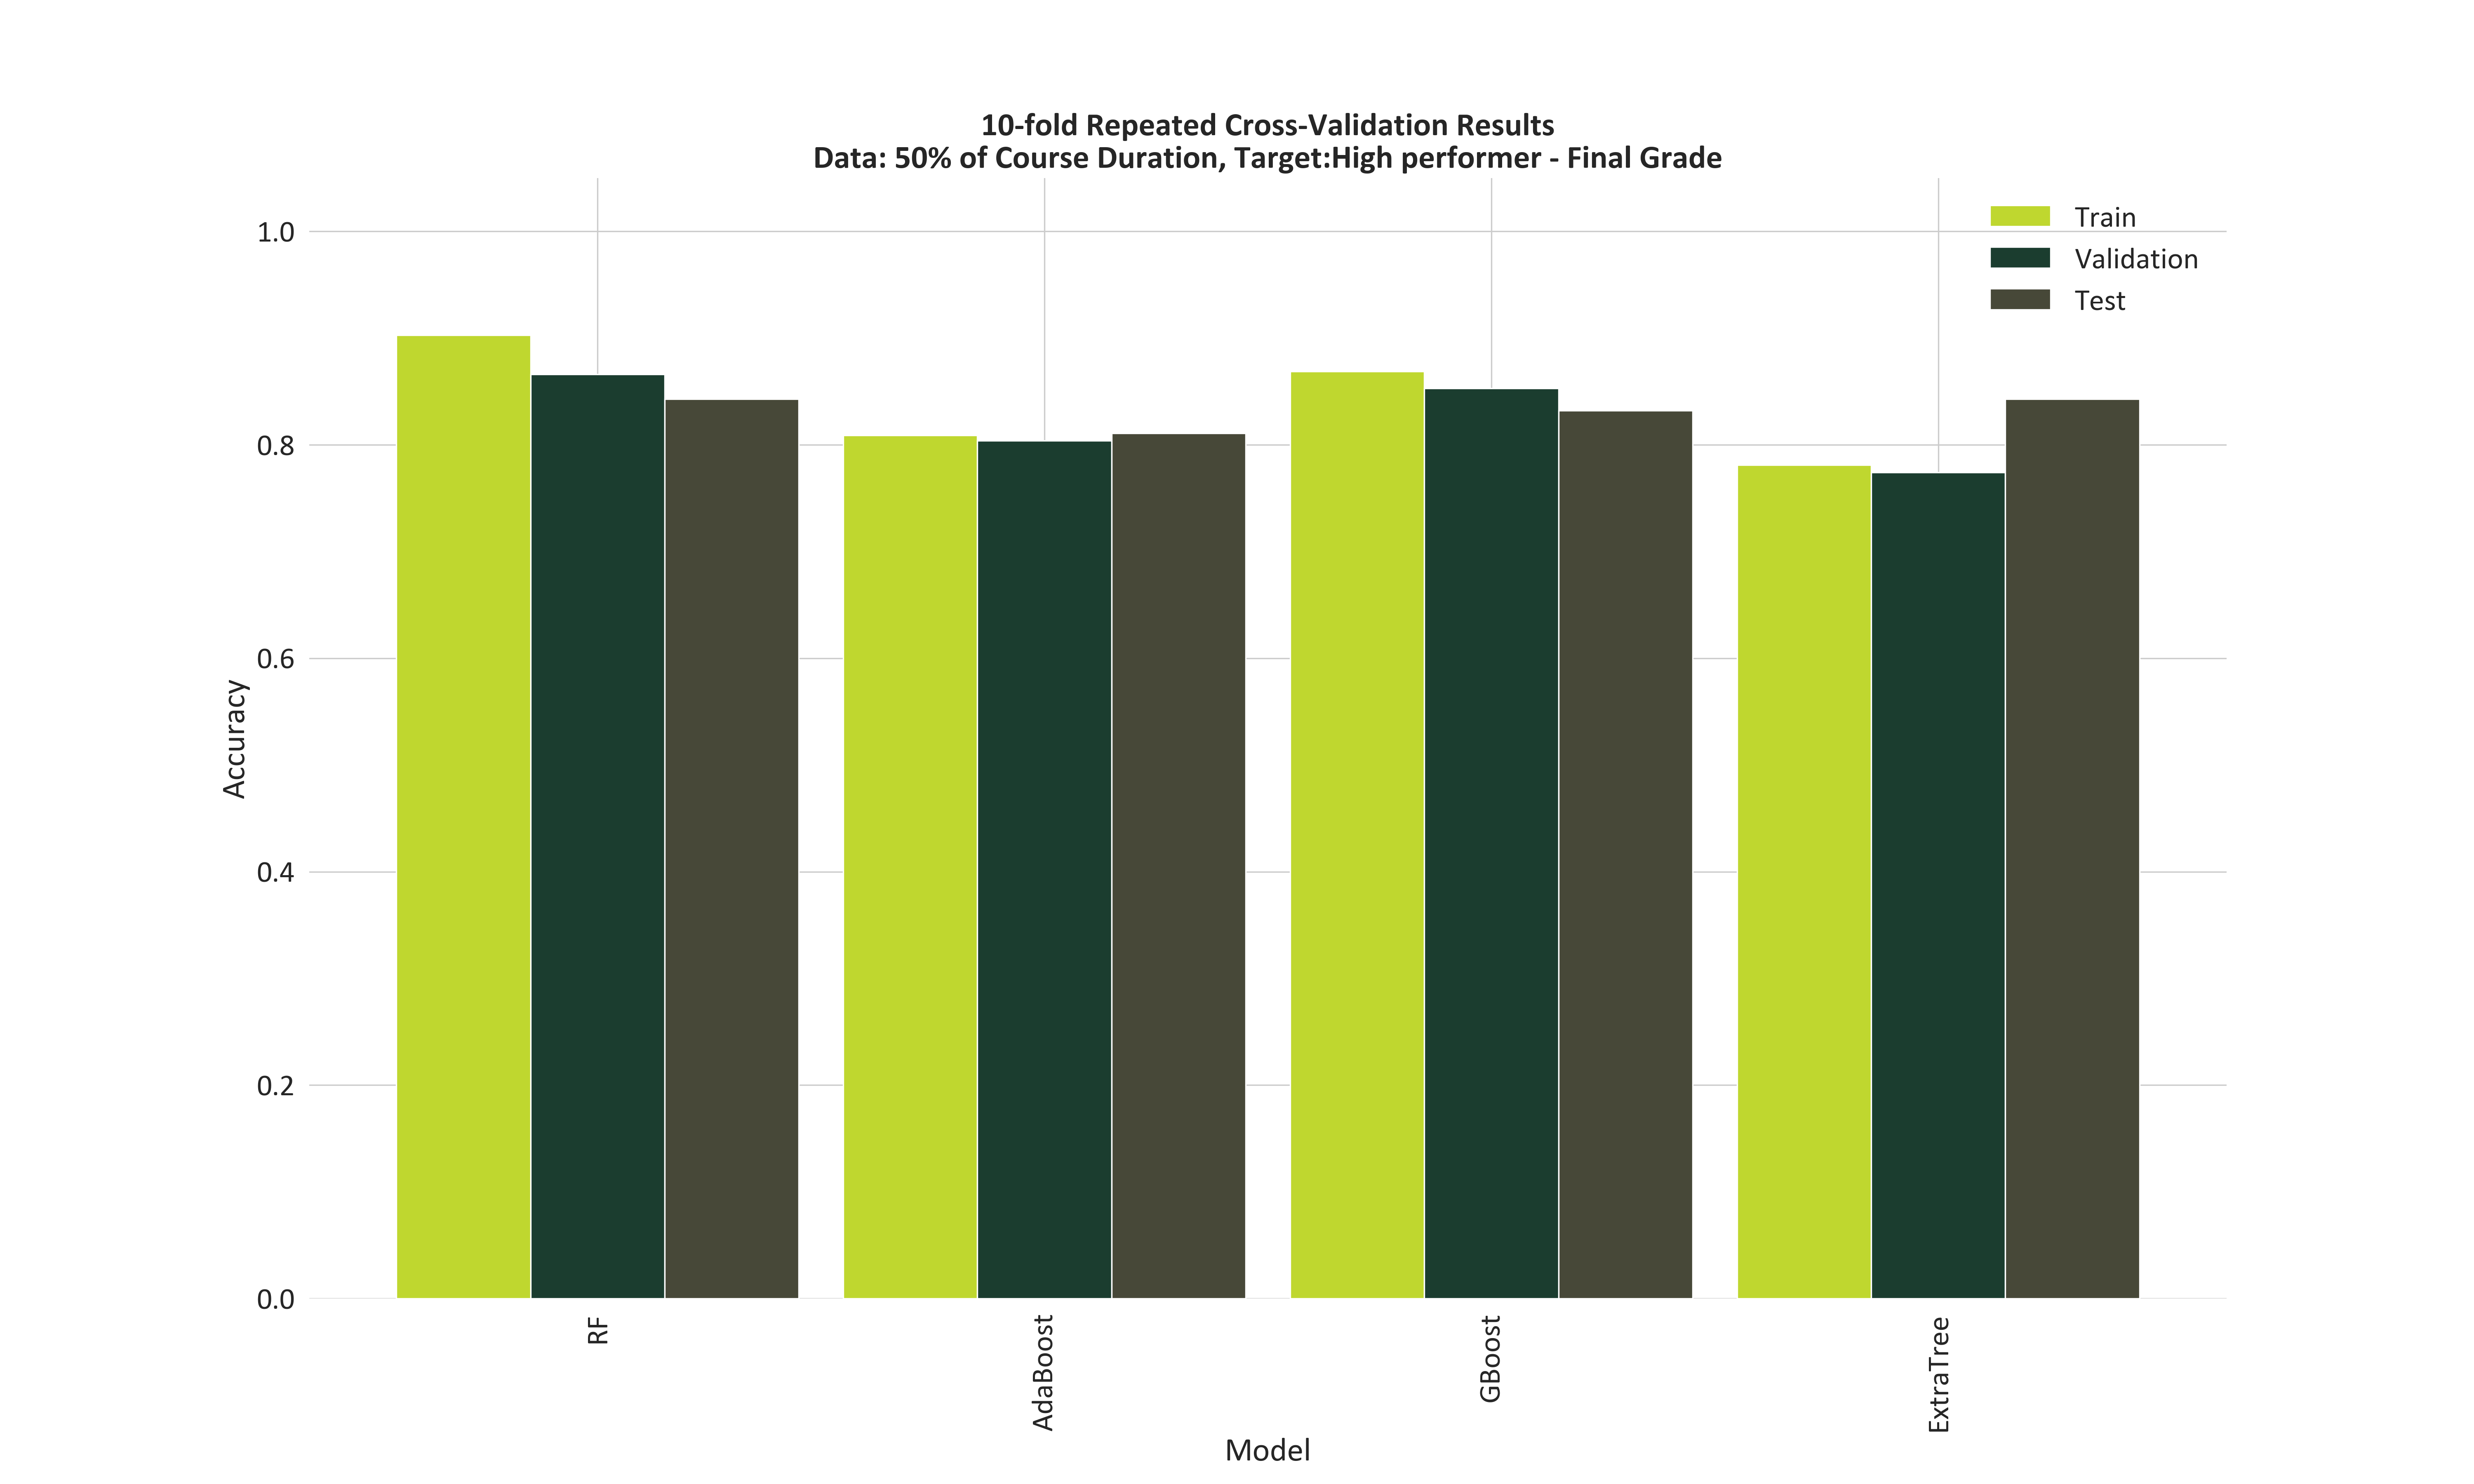 10-fold Repeated Cross-Validation Results
Data: 50% of Course Duration, Target:High performer - Final Grade
Train
Validation
Test
1.0
0.8
0.6
0.4
0.2
0.0
Accuracy
RF
AdaBoost
GBoost
ExtraTree
Model